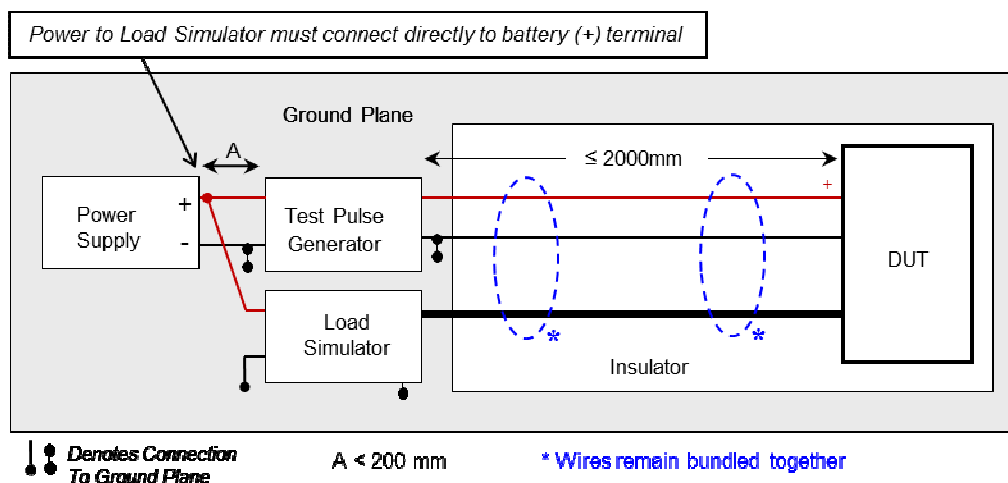 Power to Load Simulator must connect directly to battery (+) terminal
Ground Plane
A
≤ 2000mm
Power
Supply
+
-
Test Pulse
Generator
+
DUT
Load
Simulator
*
*
Insulator
Denotes Connection
To Ground Plane
A < 200 mm
* Wires remain bundled together